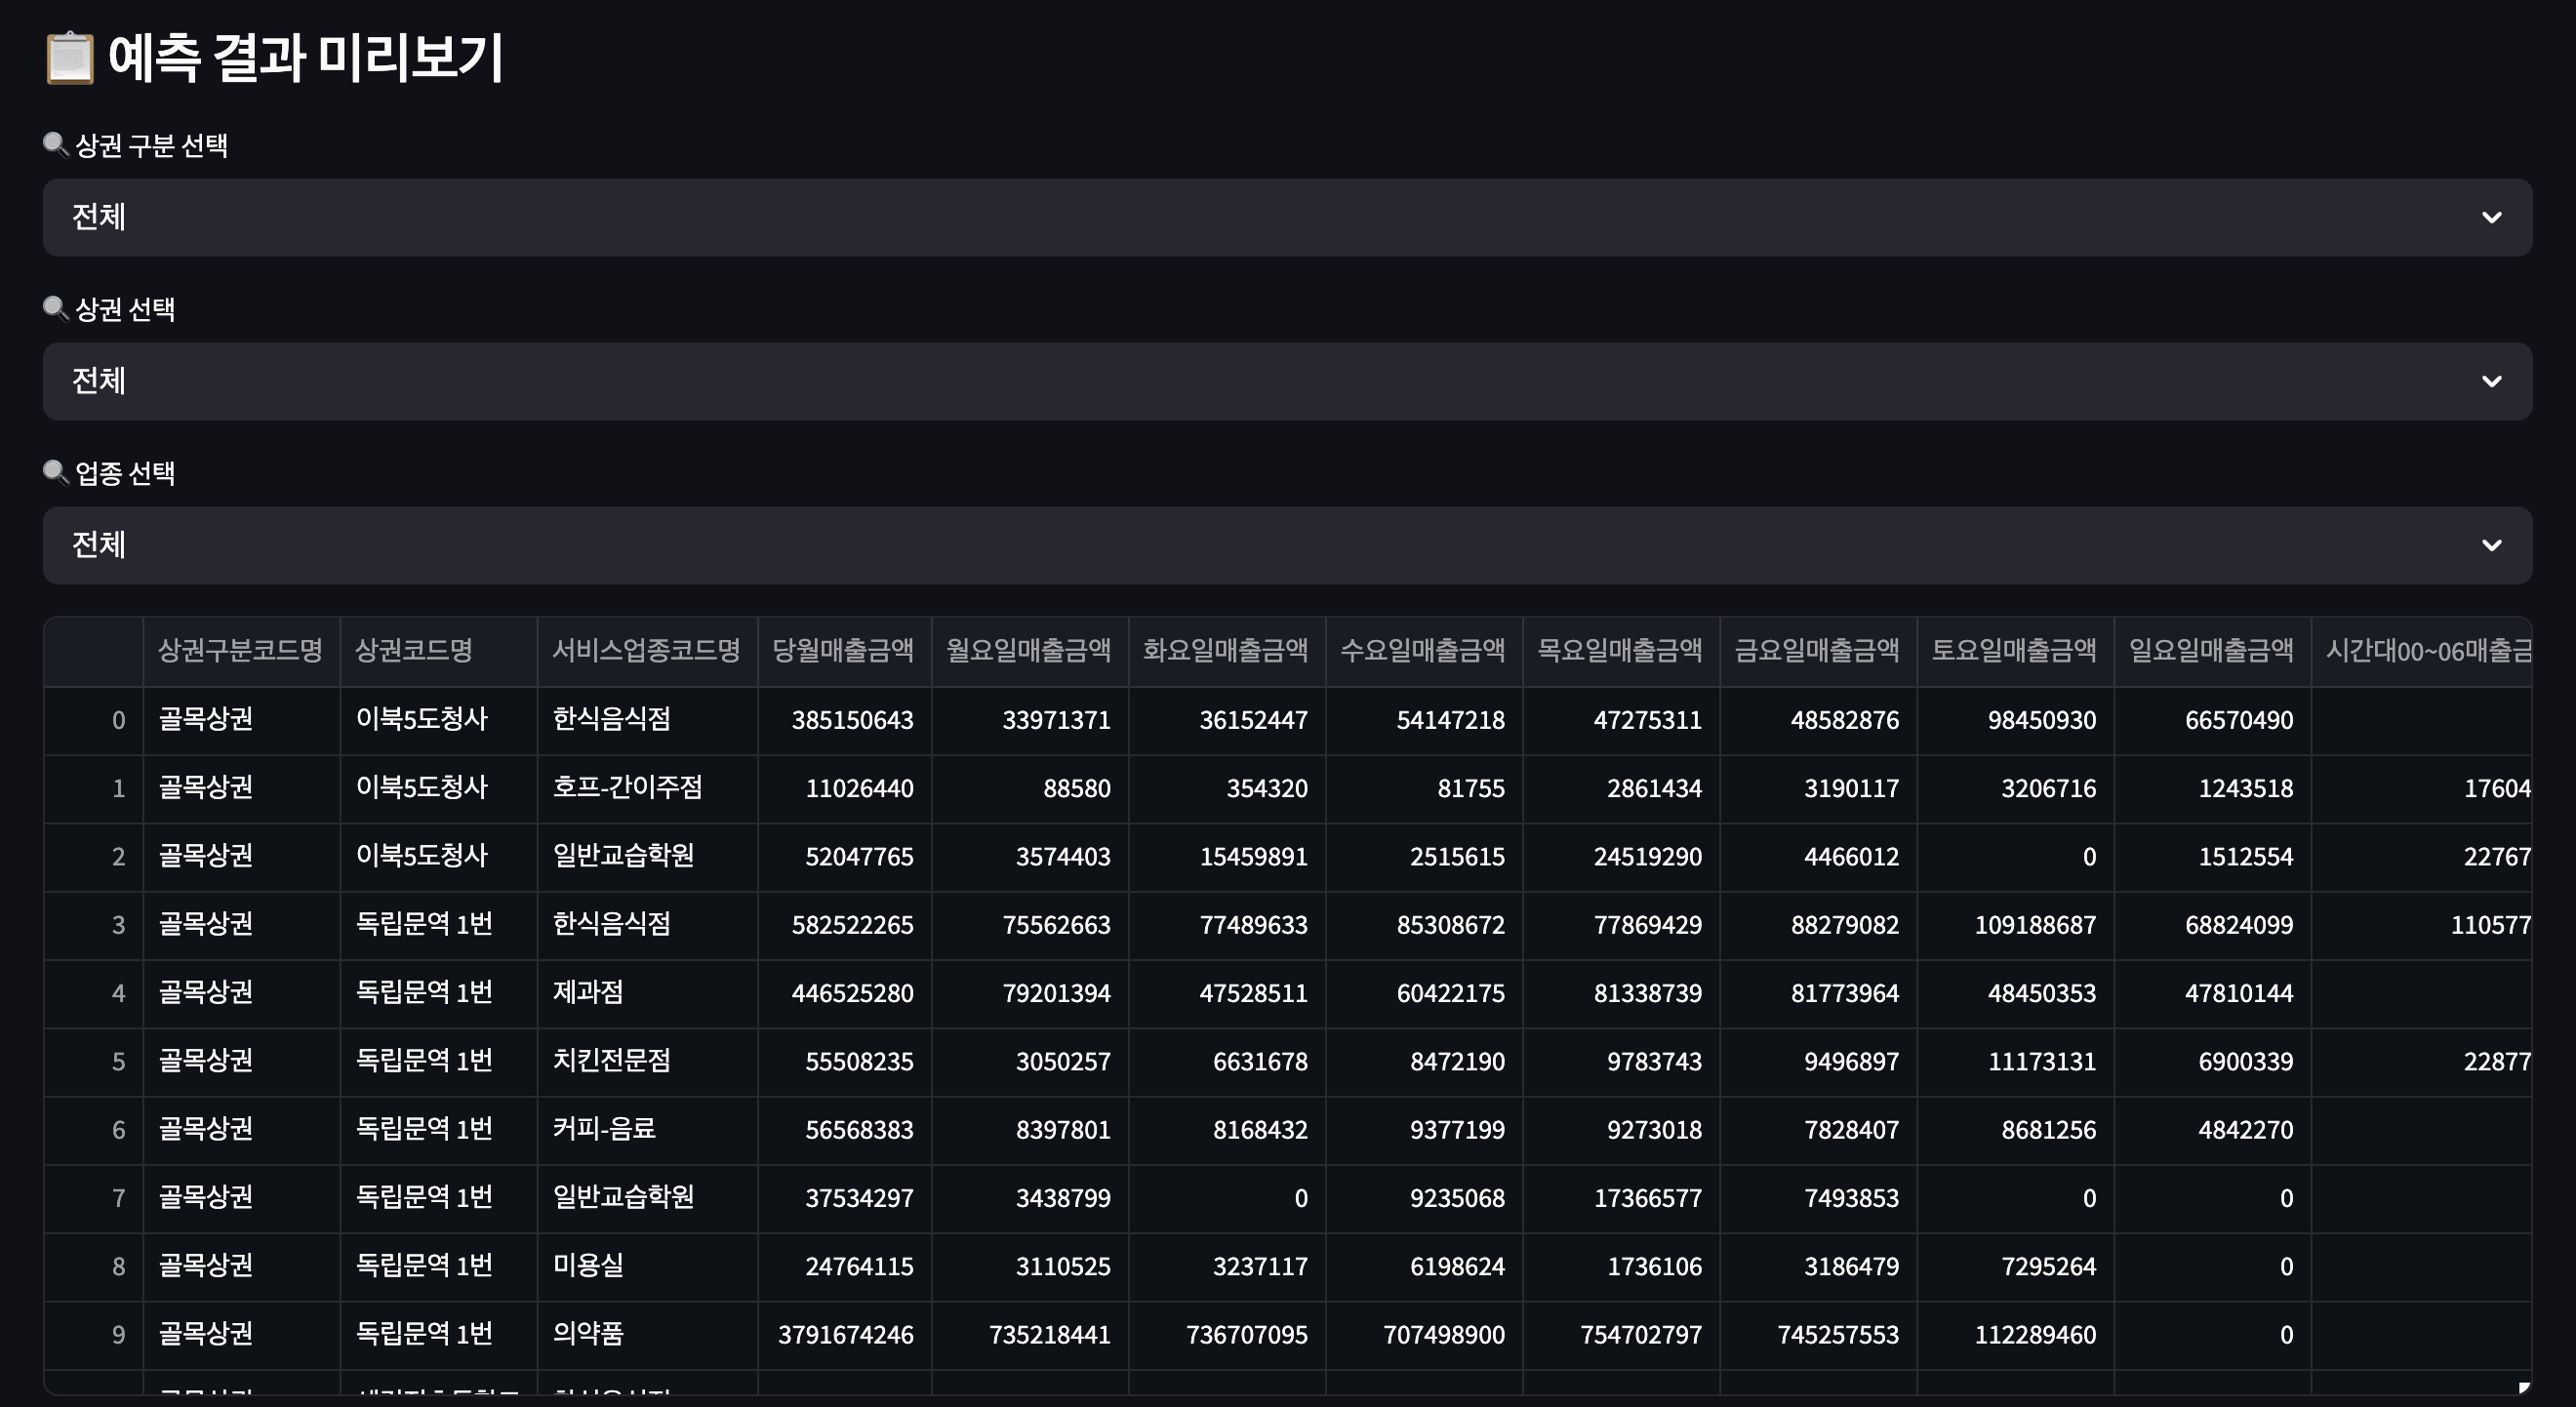 📋 예측 결과 미리보기
🔍 상권 구분 선택
전체
🔍 상권 선택
전체
🔍 업종 선택
전체
상권구분코드명 상권코드명 서비스업종코드명 당월매출금액 월요일매출금액 화요일매출금액 수요일매출금액 목요일매출금액 금요일매출금액 토요일매출금액 일요일매출금액 시간대00~06매출금
0 골목상권 이북5도청사 한식음식점 385150643 33971371 36152447 54147218 47275311 48582876 98450930 66570490
1 골목상권 이북5도청사 호프-간이주점 11026440 88580 354320 81755 2861434 3190117 3206716 1243518 17604
2 골목상권 이북5도청사 일반교습학원 52047765 3574403 15459891 2515615 24519290 4466012 0 1512554 22767
3 골목상권 독립문역 1번 한식음식점 582522265 75562663 77489633 85308672 77869429 88279082 109188687 68824099 110577
4 골목상권 독립문역 1번 제과점 446525280 79201394 47528511 60422175 81338739 81773964 48450353 47810144
5 골목상권 독립문역 1번 치킨전문점 55508235 3050257 6631678 8472190 9783743 9496897 11173131 6900339 22877
6 골목상권 독립문역 1번 커피-음료 56568383 8397801 8168432 9377199 9273018 7828407 8681256 4842270
7 골목상권 독립문역 1번 일반교습학원 37534297 3438799 0 9235068 17366577 7493853 0 0
8 골목상권 독립문역 1번 미용실 24764115 3110525 3237117 6198624 1736106 3186479 7295264 0
9 골목상권 독립문역 1번 의약품 3791674246 735218441 736707095 707498900 754702797 745257553 112289460 0